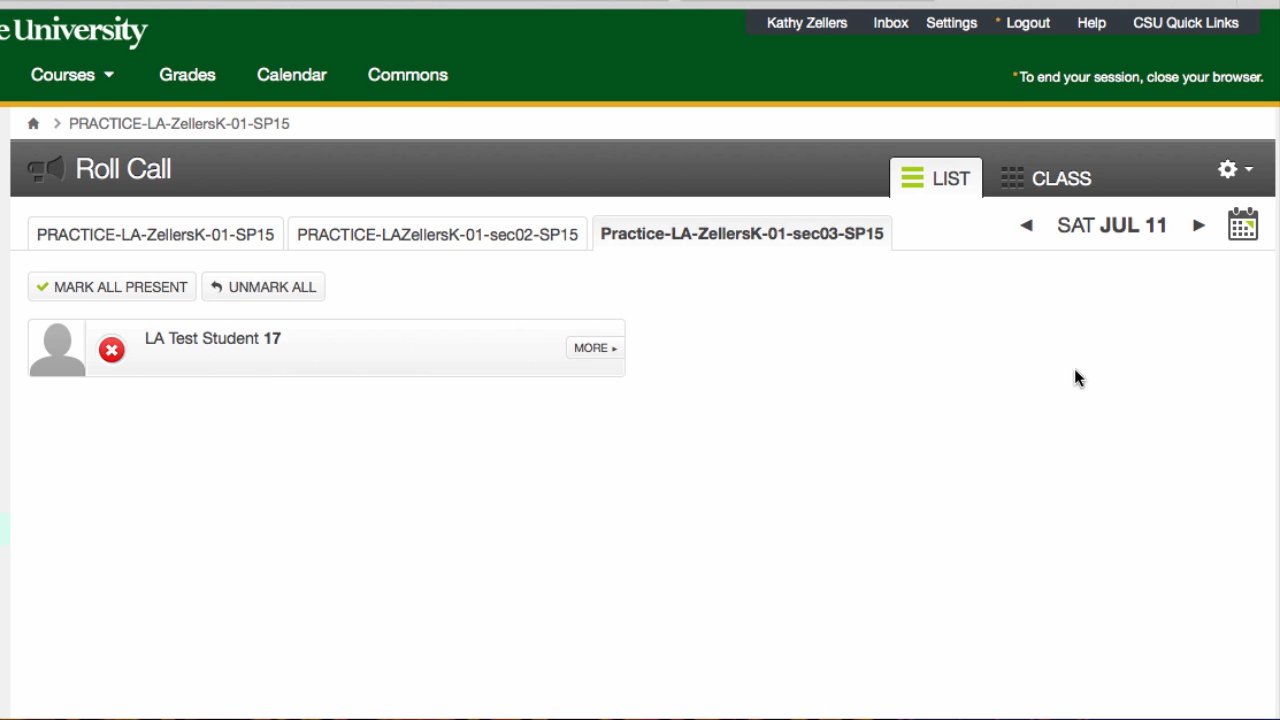 e University
Kathy Zellers Inbox Settings * Logout Help CSU Quick Links
Courses Grades Calendar Commons
*To end your session, close your browser.
PRACTICE-LA-ZellersK-01-SP15
Roll Call
LIST CLASS
PRACTICE-LA-ZellersK-01-SP15 PRACTICE-LAZellersK-01-sec02-SP15 Practice-LA-ZellersK-01-sec03-SP15
SAT JUL 11
MARK ALL PRESENT UNMARK ALL
LA Test Student 17
MORE